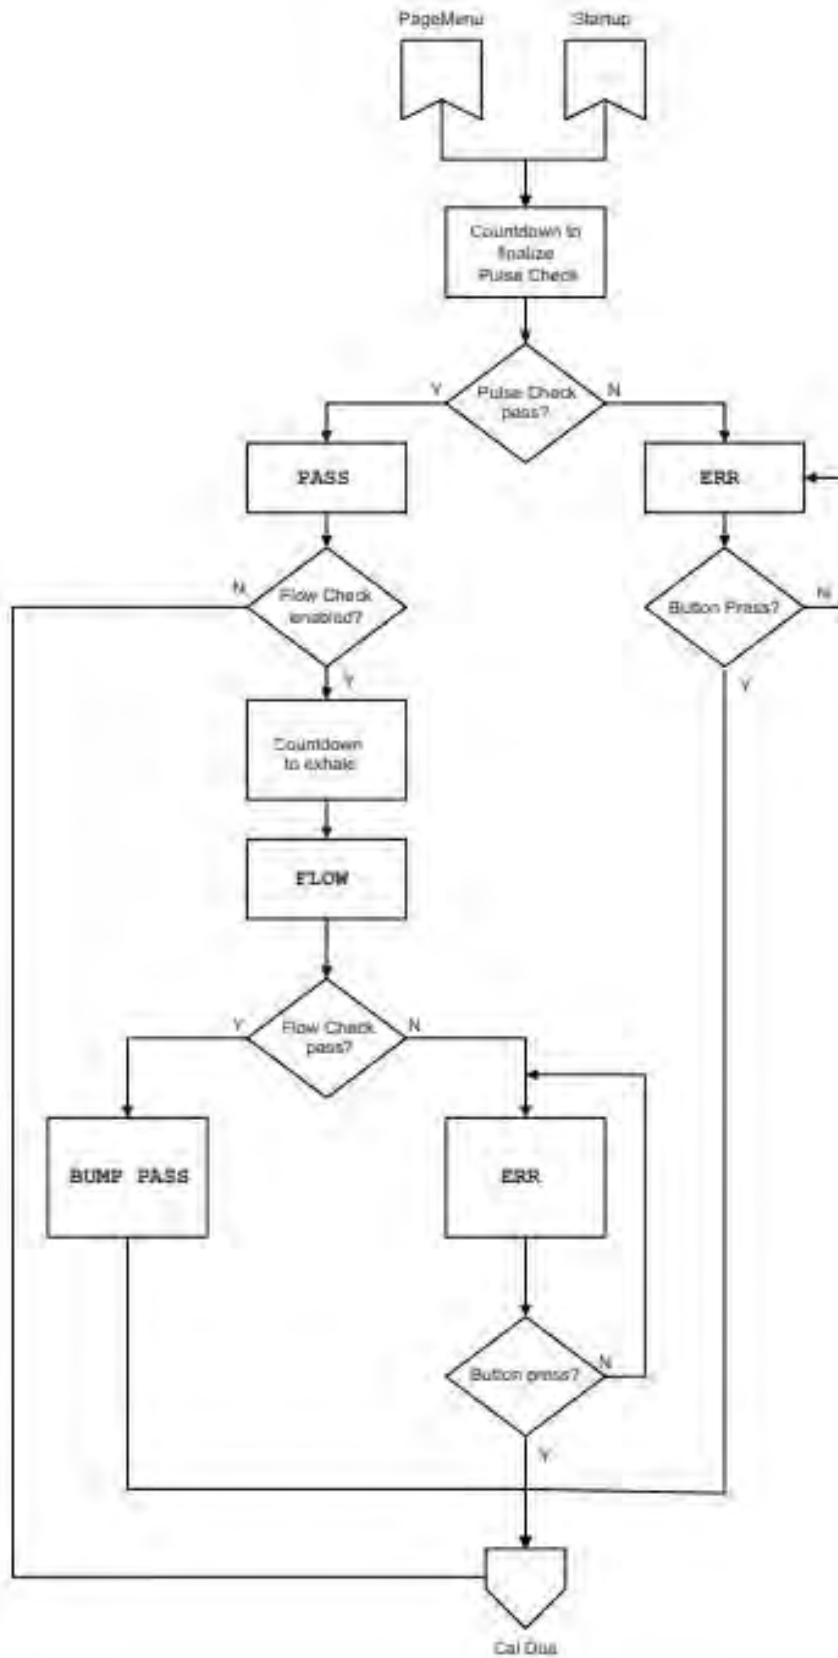 PageMenu
Startup
Countdown to
finalize
Pulse Check
Y
Pulse Check
pass?
N
PASS
ERR
N
Flow Check
enabled?
Button Press?
N
Y
Y
Countdown
to exhale
FLOW
Y
Flow Check
pass?
N
BUMP PASS
ERR
Button press?
N
Y
Cal Due